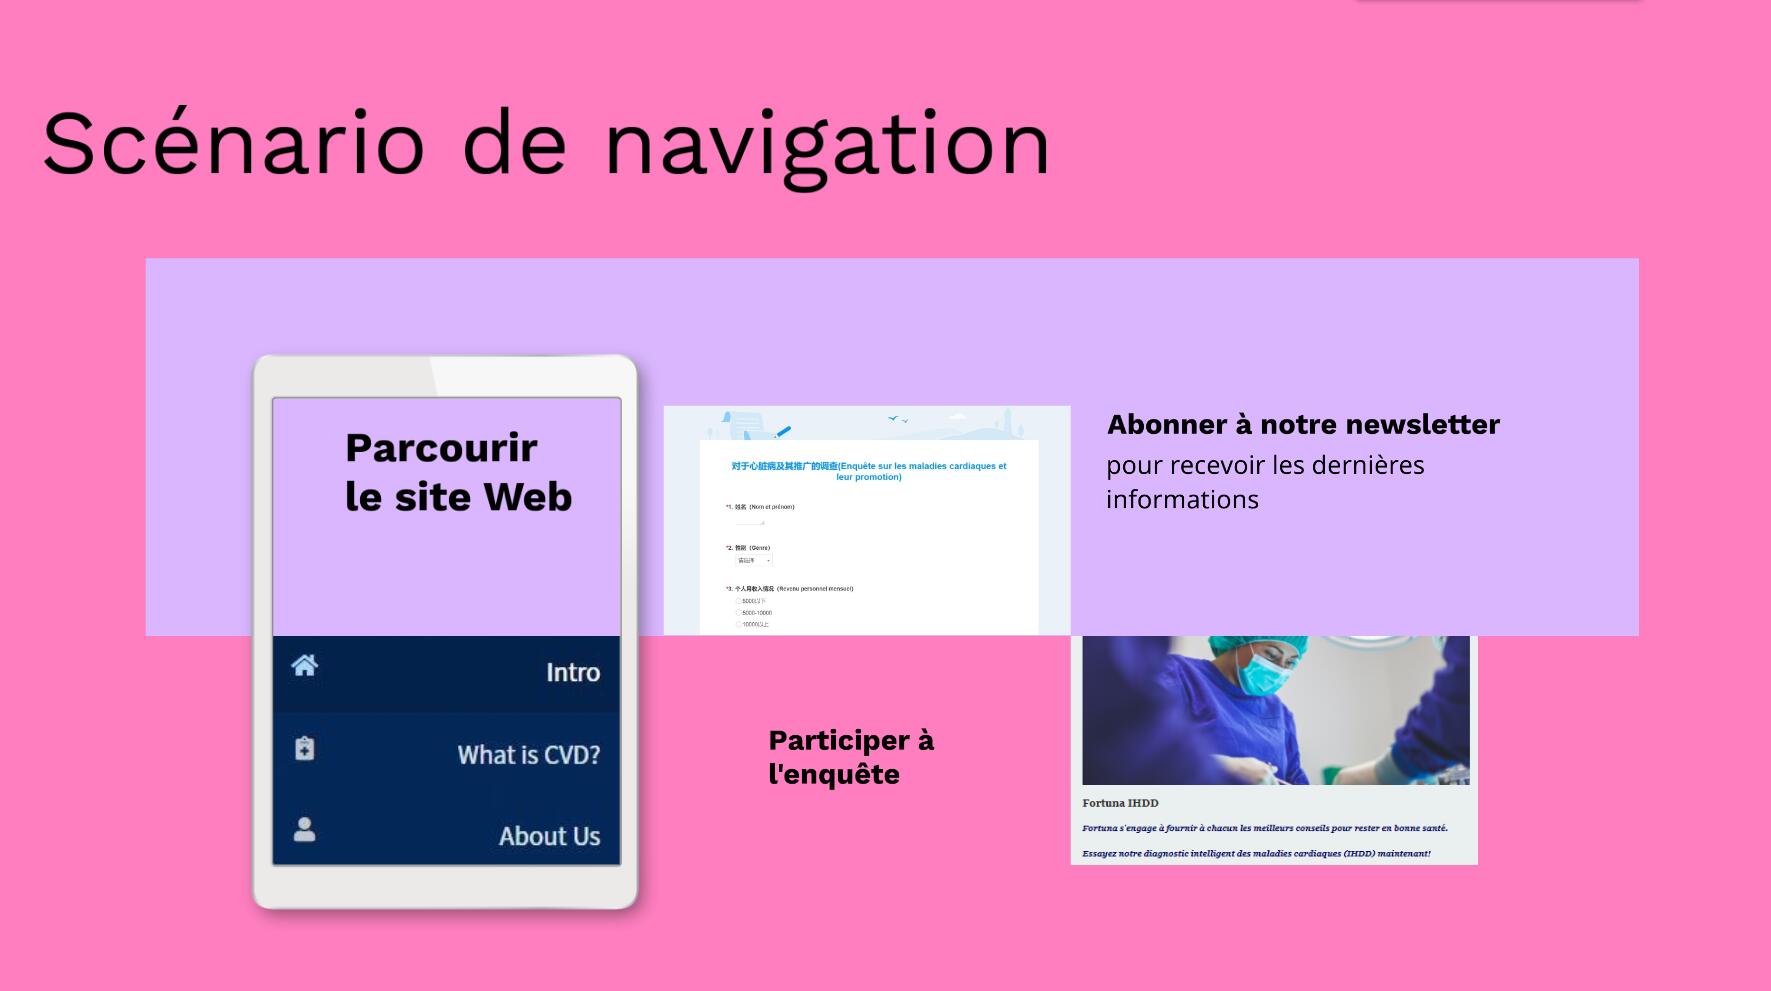 Scénario de navigation
Parcourir
le site Web
Intro
What is CVD?
About Us
对于心脏病及其推广的调查(Enquête sur les maladies cardiaques et
leur promotion)
*1. 姓名 (Nom et prénom)
*2. 性别 (Genre)
请选择
*3. 个人月收入情况 (Revenu personnel mensuel)
5000以下
5000-10000
10000以上
Participer à
l'enquête
Abonner à notre newsletter
pour recevoir les dernières
informations
Fortuna IHDD
Fortuna s'engage à fournir à chacun les meilleurs conseils pour rester en bonne santé.
Essayez notre diagnostic intelligent des maladies cardiaques (IHDD) maintenant!